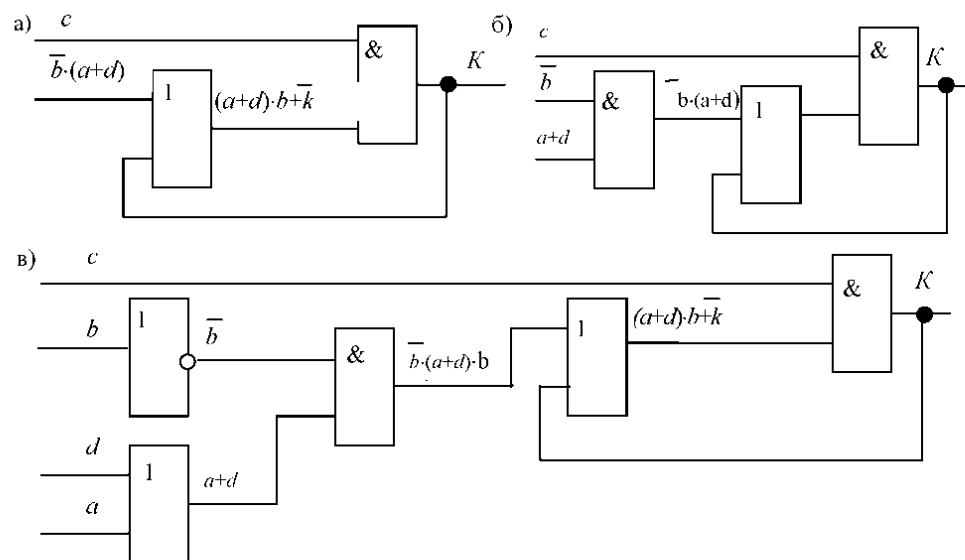 а)
c
b̄·(a+d)
1
(a+d)·b+k̄
&
К
б)
c
b̄
a+d
&
b̄·(a+d)
1
&
К
в)
c
b
1
b̄
d
a
1
a+d
&
b̄·(a+d)·b
1
(a+d)·b+k̄
&
К